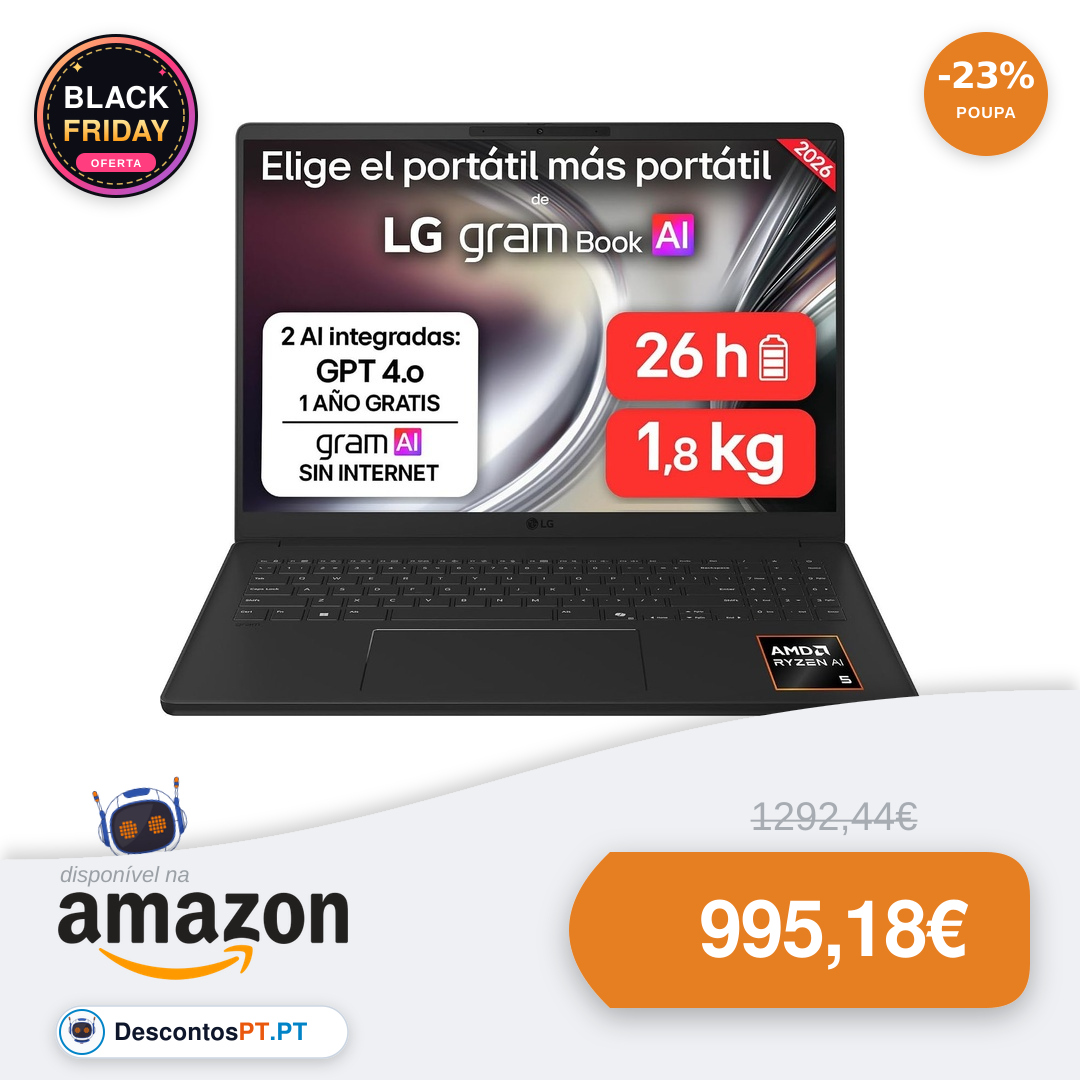 BLACK
FRIDAY
OFERTA
-23%
POUPA
2026
Elige el portátil más portátil
de
LG gram Book AI
2 AI integradas:
GPT 4.o
1 AÑO GRATIS
gram AI
SIN INTERNET
26 h
1,8 kg
LG
AMD
RYZEN AI
5
1292,44€
995,18€
disponível na
amazon
DescontosPT.PT